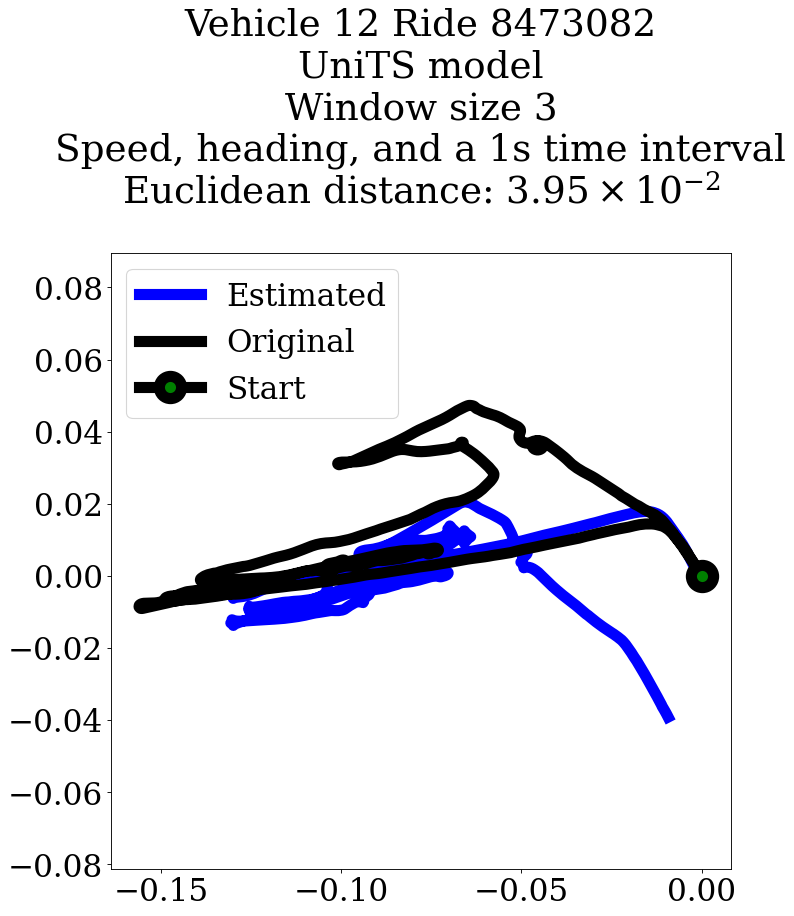 Vehicle 12 Ride 8473082
UniTS model
Window size 3
Speed, heading, and a 1s time interval
Euclidean distance: 3.95 × 10⁻²
Estimated
Original
Start
0.08
0.06
0.04
0.02
0.00
−0.02
−0.04
−0.06
−0.08
−0.15 −0.10 −0.05 0.00